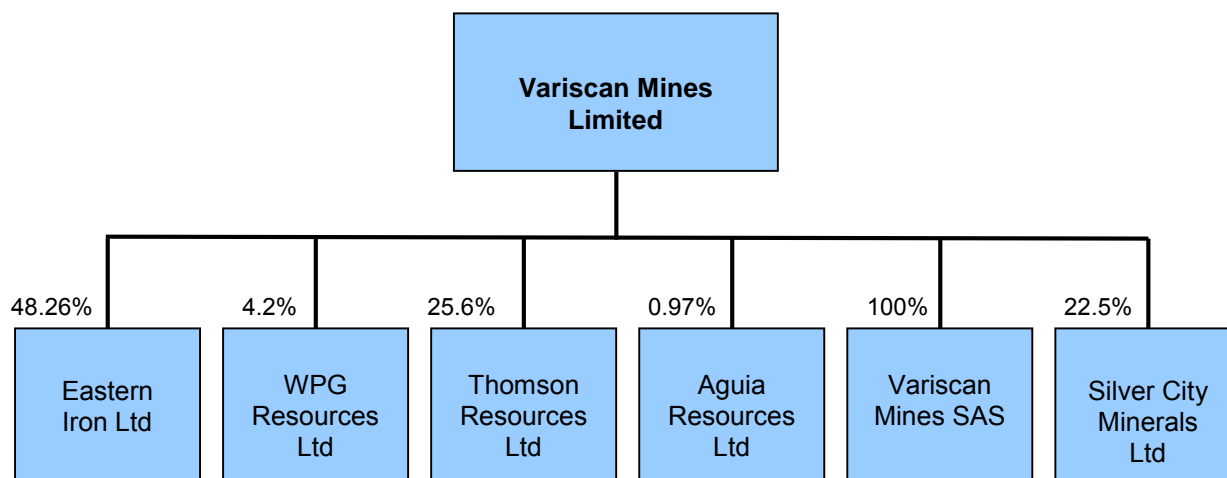 Variscan Mines
Limited
48.26%
4.2%
25.6%
0.97%
100%
22.5%
Eastern
Iron Ltd
WPG
Resources
Ltd
Thomson
Resources
Ltd
Aguia
Resources
Ltd
Variscan
Mines SAS
Silver City
Minerals
Ltd